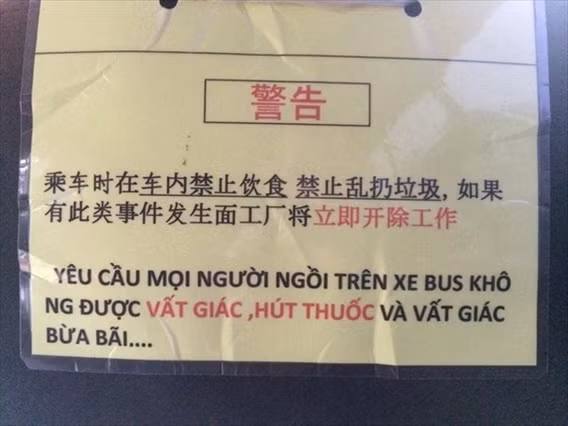 警告
乘车时在车内禁止饮食 禁止乱扔垃圾, 如果
有此类事件发生面工厂将立即开除工作
YÊU CẦU MỌI NGƯỜI NGỒI TRÊN XE BUS KHÔ
NG ĐƯỢC VẤT GIÁC ,HÚT THUỐC VÀ VẤT GIÁC
BỪA BÃI....